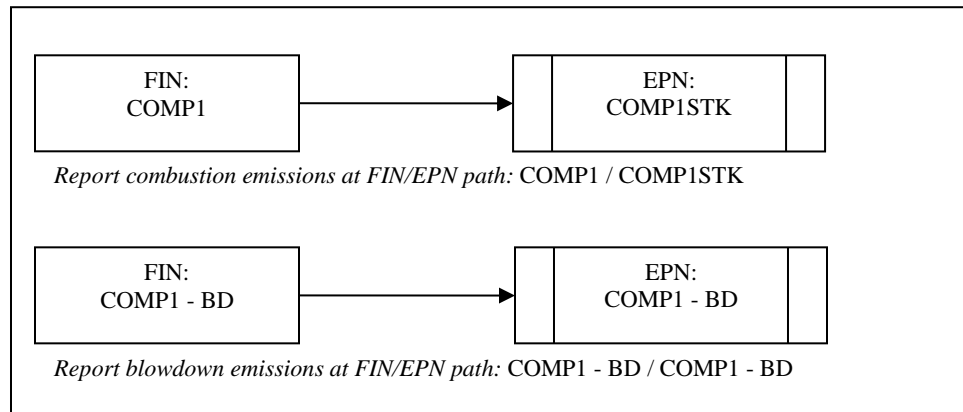 FIN:
COMP1
EPN:
COMP1STK
Report combustion emissions at FIN/EPN path: COMP1 / COMP1STK
FIN:
COMP1 - BD
EPN:
COMP1 - BD
Report blowdown emissions at FIN/EPN path: COMP1 - BD / COMP1 - BD